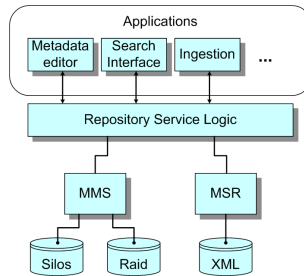 Applications
Metadata
editor
Search
Interface
Ingestion
...
Repository Service Logic
MMS
MSR
Silos
Raid
XML